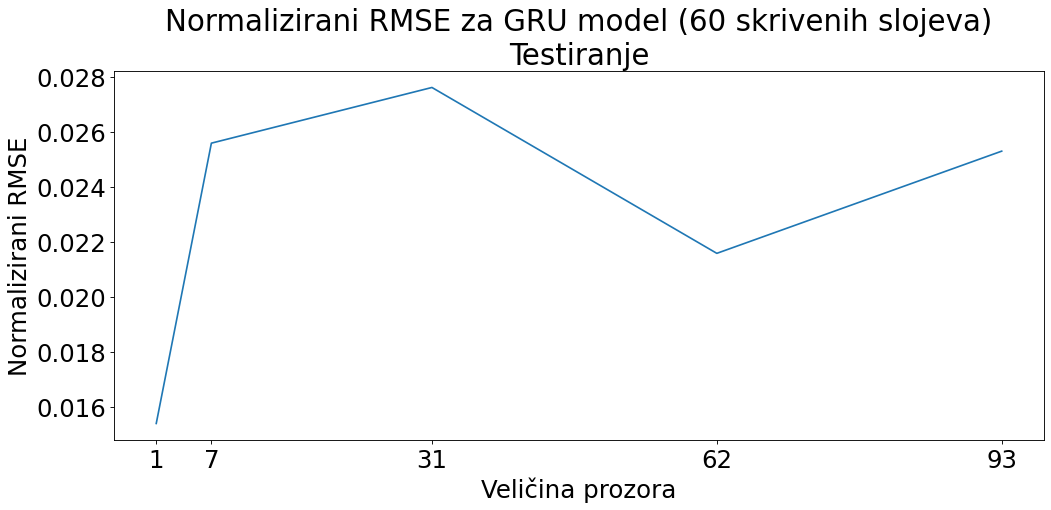 Normalizirani RMSE za GRU model (60 skrivenih slojeva)
Testiranje
Normalizirani RMSE
0.028
0.026
0.024
0.022
0.020
0.018
0.016
1 7 31 62 93
Veličina prozora